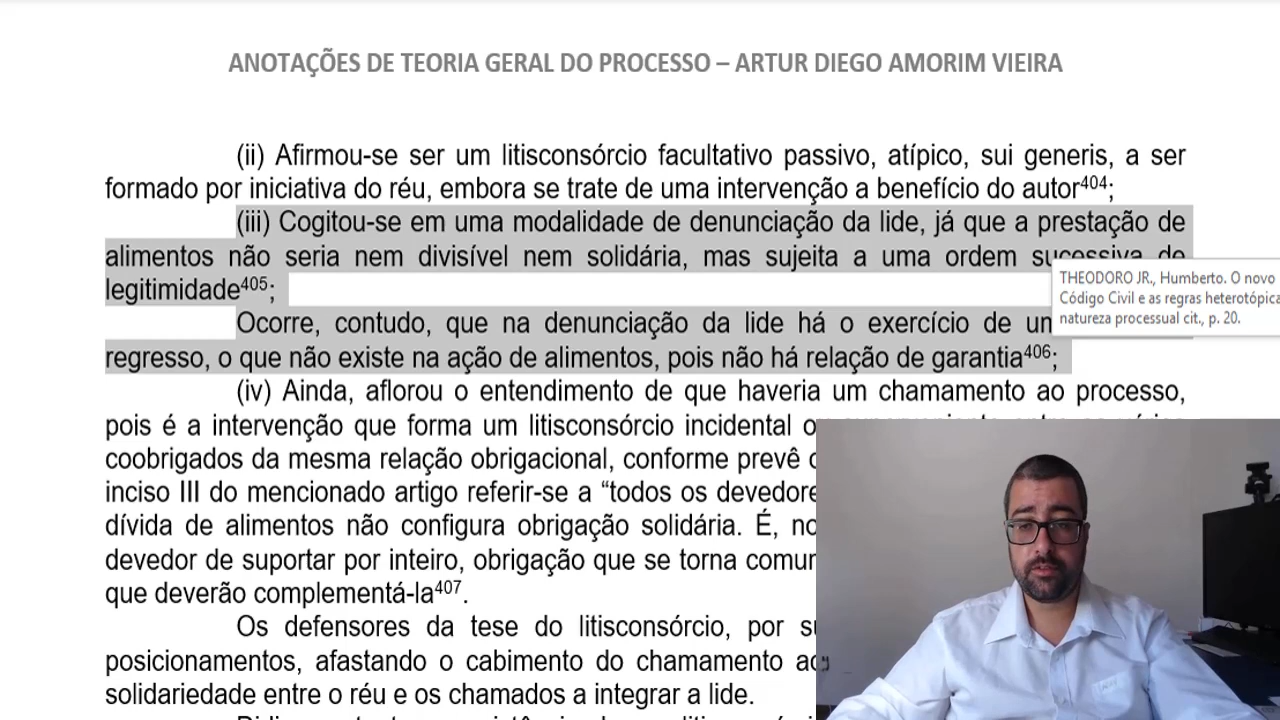 ANOTAÇÕES DE TEORIA GERAL DO PROCESSO – ARTUR DIEGO AMORIM VIEIRA
(ii) Afirmou-se ser um litisconsórcio facultativo passivo, atípico, sui generis, a ser
formado por iniciativa do réu, embora se trate de uma intervenção a benefício do autor404;
(iii) Cogitou-se em uma modalidade de denunciação da lide, já que a prestação de
alimentos não seria nem divisível nem solidária, mas sujeita a uma ordem sucessiva de
legitimidade405;
THEODORO JR., Humberto. O novo
Código Civil e as regras heterotópica
natureza processual cit., p. 20.
Ocorre, contudo, que na denunciação da lide há o exercício de um
regresso, o que não existe na ação de alimentos, pois não há relação de garantia406;
(iv) Ainda, aflorou o entendimento de que haveria um chamamento ao processo,
pois é a intervenção que forma um litisconsórcio incidental
coobrigados da mesma relação obrigacional, conforme prevê
inciso III do mencionado artigo referir-se a “todos os devedore
dívida de alimentos não configura obrigação solidária. É, no
devedor de suportar por inteiro, obrigação que se torna comu
que deverão complementá-la407.
Os defensores da tese do litisconsórcio, por
posicionamentos, afastando o cabimento do chamamento
solidariedade entre o réu e os chamados a integrar a lide.